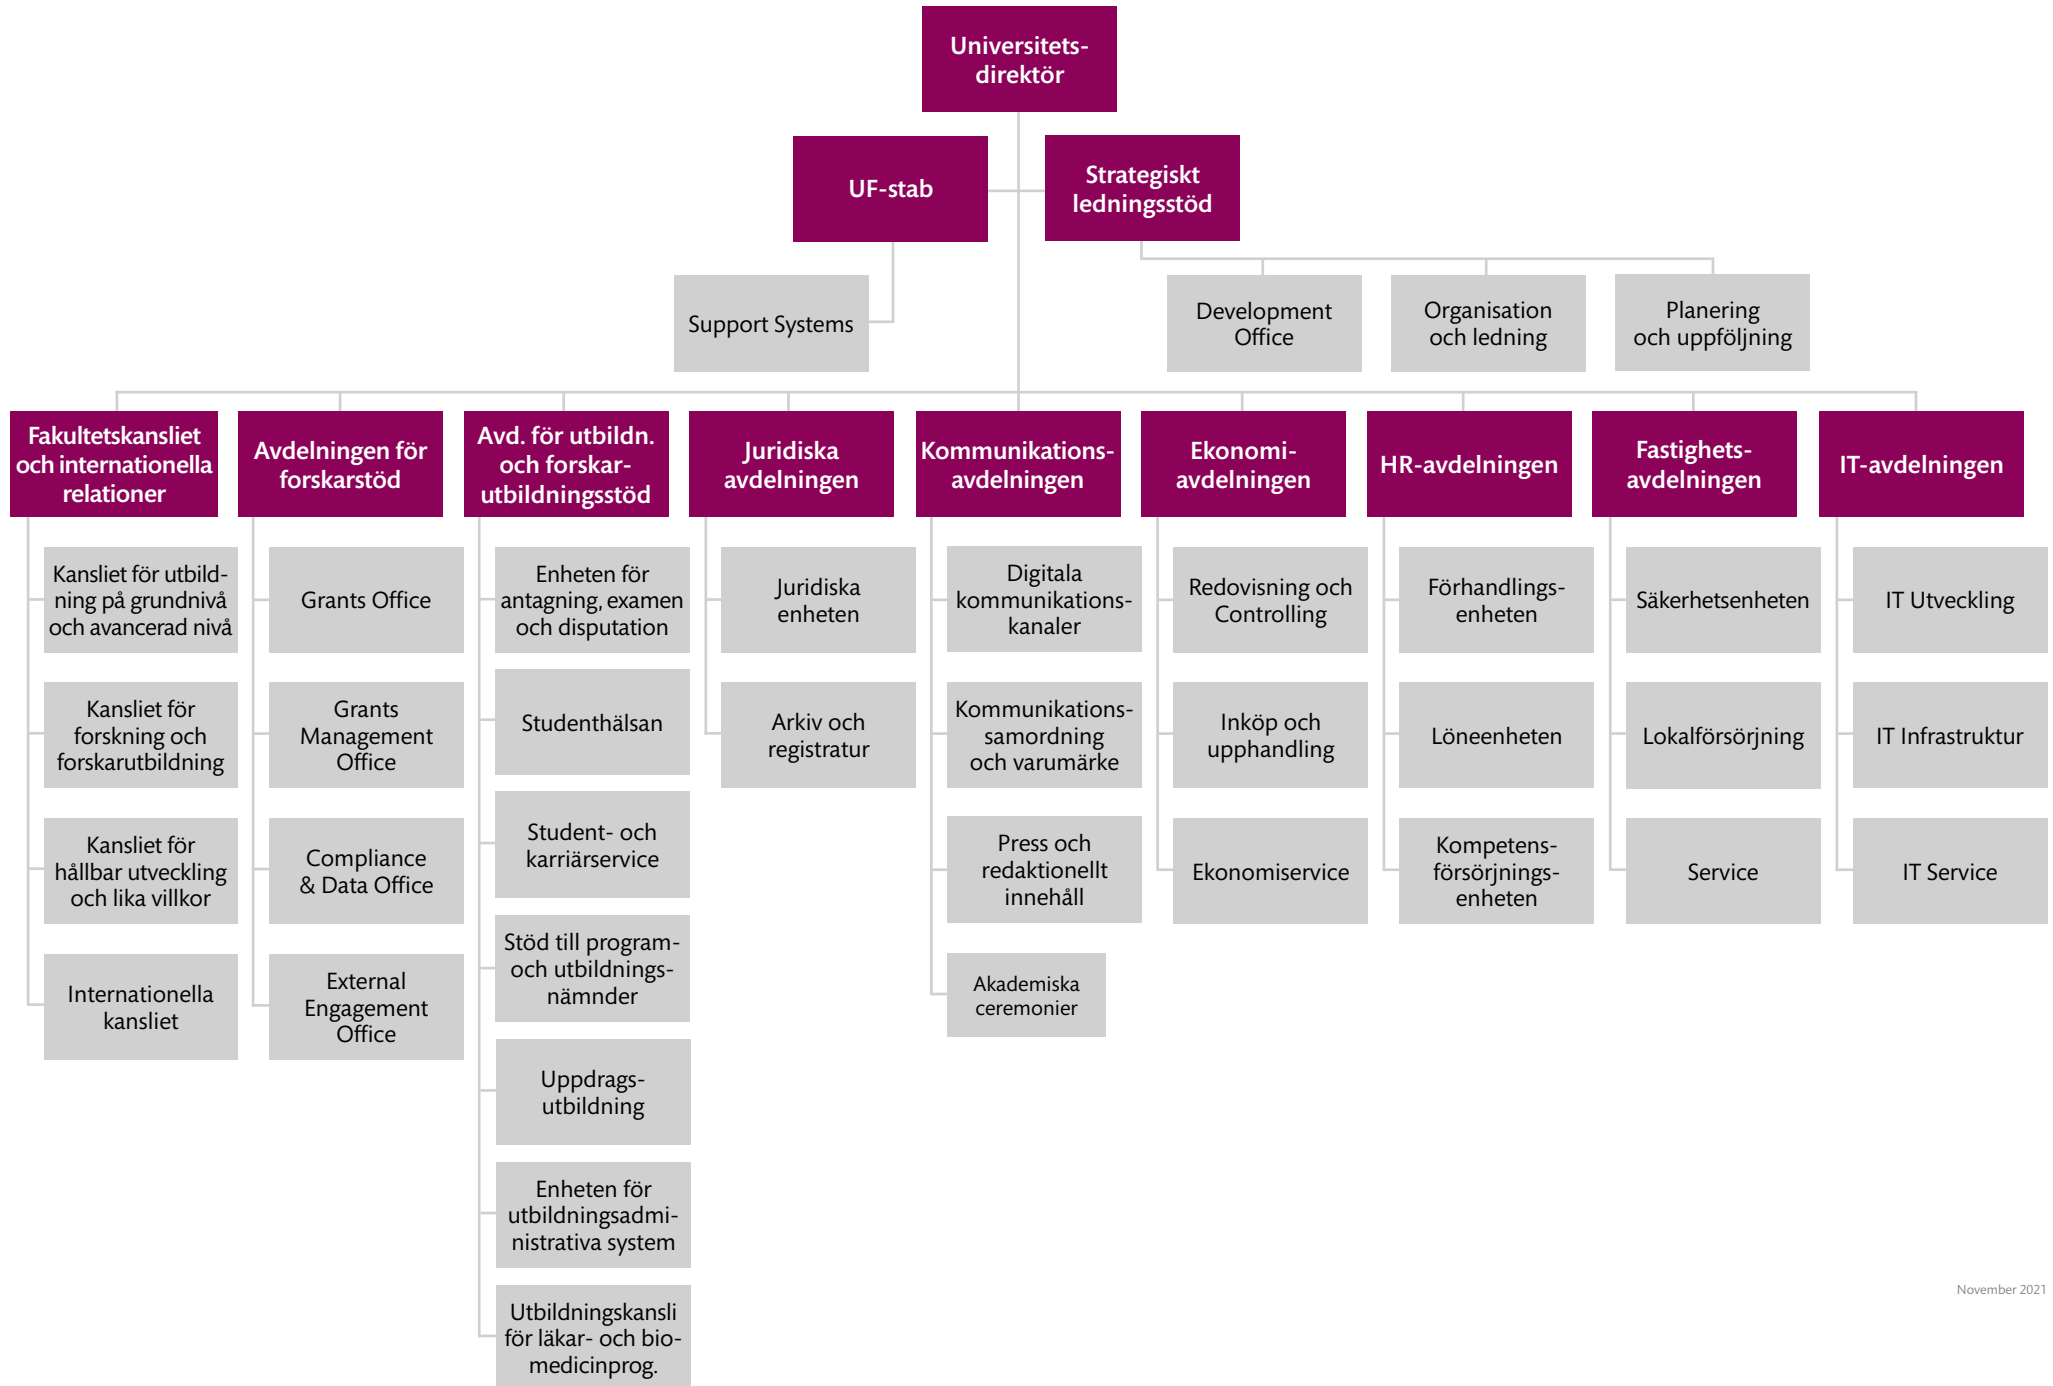 Universitets-
direktör
UF-stab
Strategiskt
ledningsstöd
Support Systems
Development
Office
Organisation
och ledning
Planering
och uppföljning
Fakultetskansliet
och internationella
relationer
Avdelningen för
forskarstöd
Avd. för utbildn.
och forskar-
utbildningsstöd
Juridiska
avdelningen
Kommunikations-
avdelningen
Ekonomi-
avdelningen
HR-avdelningen
Fastighets-
avdelningen
IT-avdelningen
Kansliet för utbild-
ning på grundnivå
och avancerad nivå
Kansliet för
forskning och
forskarutbildning
Kansliet för
hållbar utveckling
och lika villkor
Internationella
kansliet
Grants Office
Grants
Management
Office
Compliance
& Data Office
External
Engagement
Office
Enheten för
antagning, examen
och disputation
Studenthälsan
Student- och
karriärservice
Stöd till program-
och utbildnings-
nämnder
Uppdrags-
utbildning
Enheten för
utbildningsadmi-
nistrativa system
Utbildningskansli
för läkar- och bio-
medicinprog.
Juridiska
enheten
Arkiv och
registratur
Digitala
kommunikations-
kanaler
Kommunikations-
samordning
och varumärke
Press och
redaktionellt
innehåll
Akademiska
ceremonier
Redovisning och
Controlling
Inköp och
upphandling
Ekonomiservice
Förhandlings-
enheten
Löneenheten
Kompetens-
försörjnings-
enheten
Säkerhetsenheten
Lokalförsörjning
Service
IT Utveckling
IT Infrastruktur
IT Service
November 2021